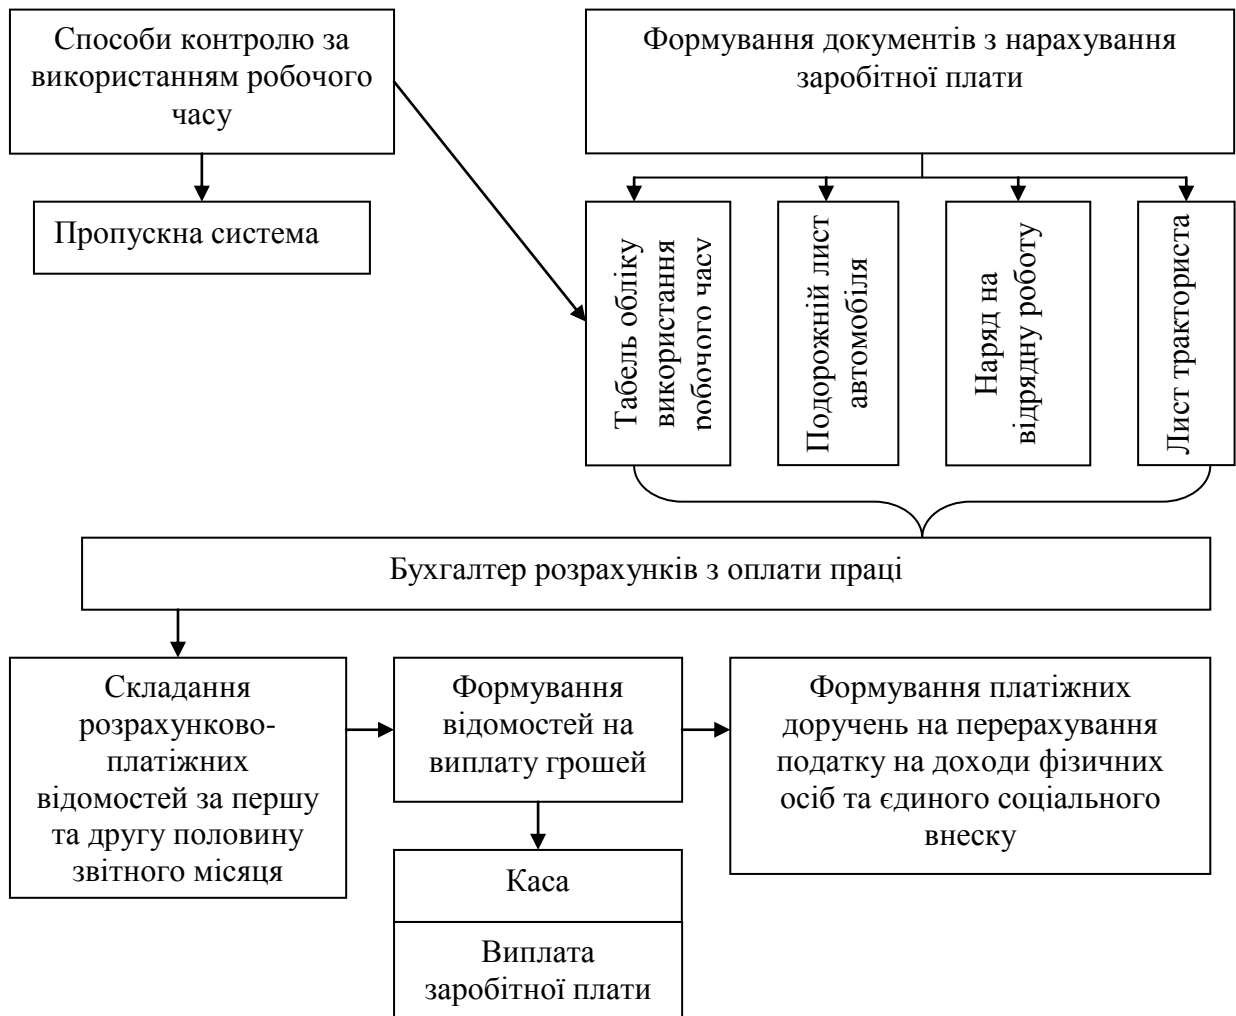 Способи контролю за
використанням робочого
часу
Формування документів з нарахування
заробітної плати
Пропускна система
Табель обліку
використання
робочого часу
Подорожній лист
автомобіля
Наряд на
відрядну роботу
Лист тракториста
Бухгалтер розрахунків з оплати праці
Складання
розрахунково-
платіжних
відомостей за першу
та другу половину
звітного місяця
Формування
відомостей на
виплату грошей
Формування платіжних
доручень на перерахування
податку на доходи фізичних
осіб та єдиного соціального
внеску
Каса
Виплата
заробітної плати